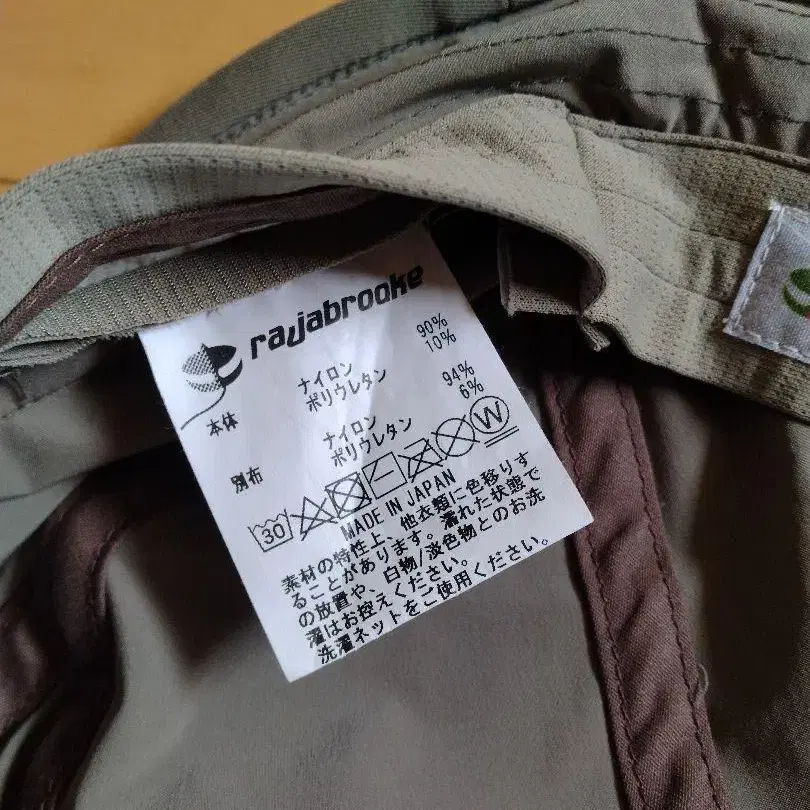 rajabrooke
本体 ナイロン 90%
ポリウレタン 10%
別布 ナイロン 94%
ポリウレタン 6%
30 W
MADE IN JAPAN
素材の特性上、他衣類に色移りす
ることがあります。濡れた状態で
の放置や、白物/淡色物とのお洗
濯はお控えください。
洗濯ネットをご使用ください。